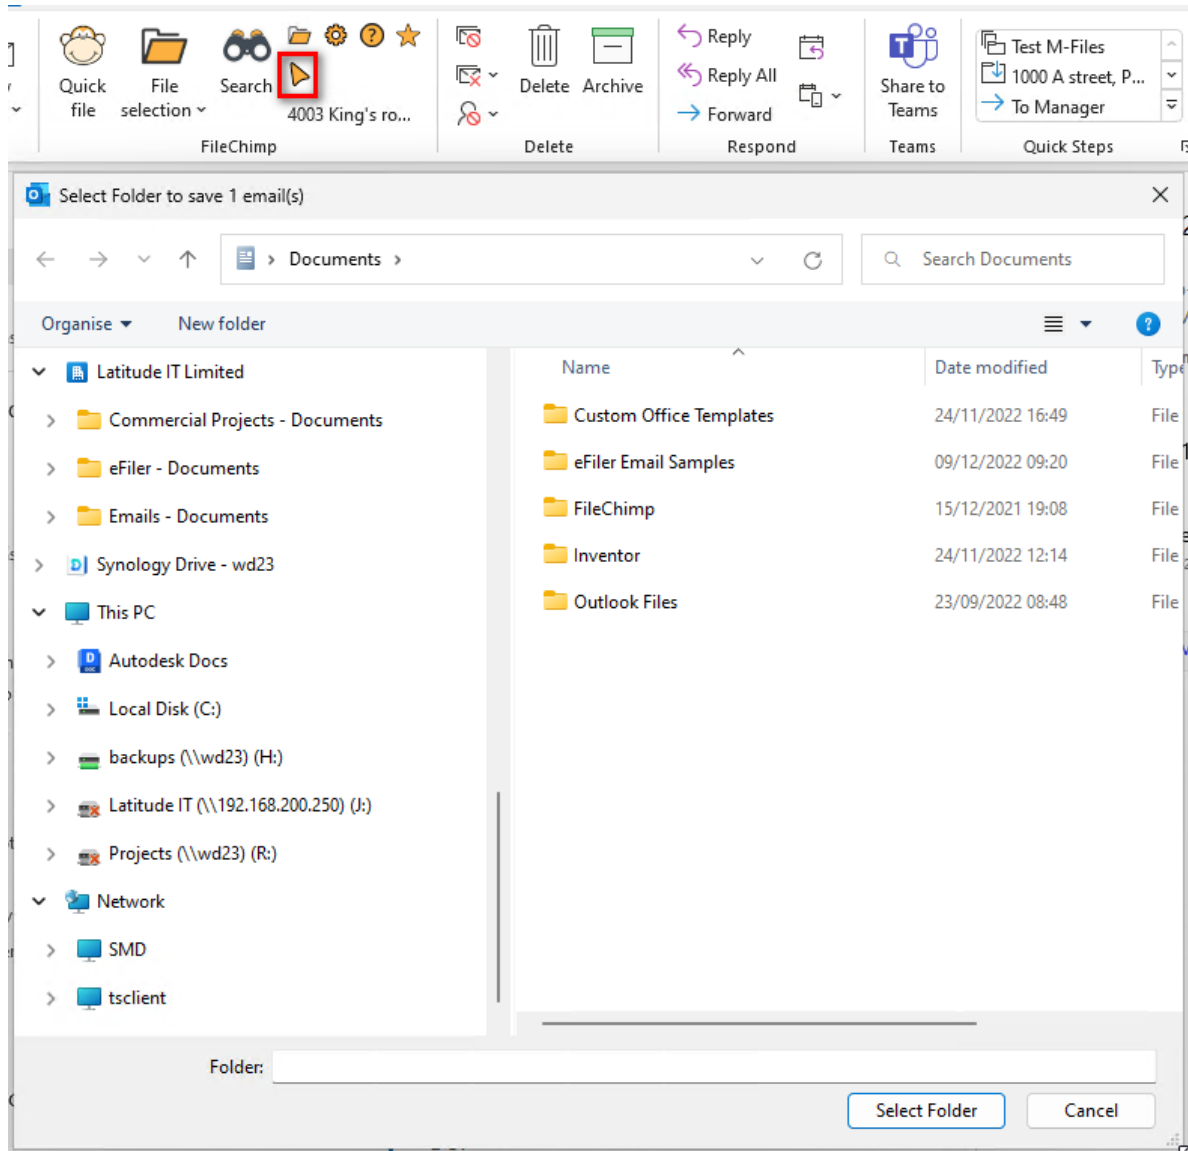 Quick file
File selection
Search
4003 King's ro...
FileChimp
Delete
Archive
Delete
Reply
Reply All
Forward
Respond
Share to Teams
Teams
Test M-Files
1000 A street, P...
To Manager
Quick Steps
Select Folder to save 1 email(s)
Documents
Search Documents
Organise
New folder
Latitude IT Limited
Commercial Projects - Documents
eFiler - Documents
Emails - Documents
Synology Drive - wd23
This PC
Autodesk Docs
Local Disk (C:)
backups (\\wd23) (H:)
Latitude IT (\\192.168.200.250) (J:)
Projects (\\wd23) (R:)
Network
SMD
tsclient
Name Date modified Type
Custom Office Templates 24/11/2022 16:49 File
eFiler Email Samples 09/12/2022 09:20 File
FileChimp 15/12/2021 19:08 File
Inventor 24/11/2022 12:14 File
Outlook Files 23/09/2022 08:48 File
Folder:
Select Folder
Cancel